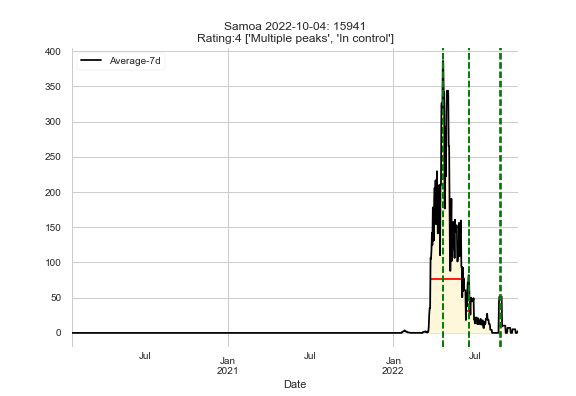 Samoa 2022-10-04: 15941
Rating:4 ['Multiple peaks', 'In control']
400
Average-7d
350
300
250
200
150
100
50
0
Jul Jan Jul Jan Jul
2021 2022
Date